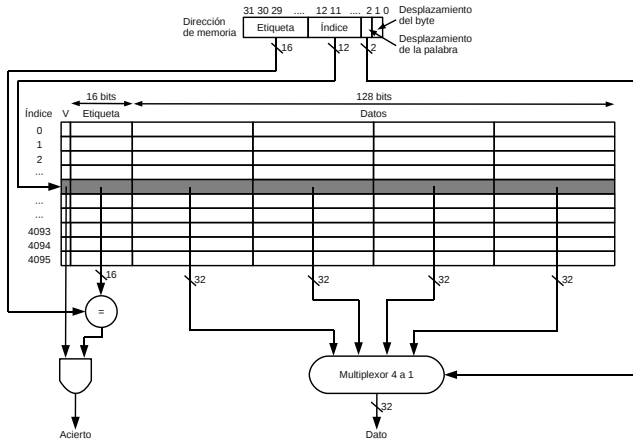 31 30 29 .... 12 11 .... 2 1 0
Desplazamiento
del byte
Dirección
de memoria
Etiqueta
Índice
Desplazamiento
de la palabra
16
12
2
16 bits
128 bits
Índice
V
Etiqueta
Datos
0
1
2
...
...
...
4093
4094
4095
16
32
32
32
32
=
Multiplexor 4 a 1
32
Acierto
Dato